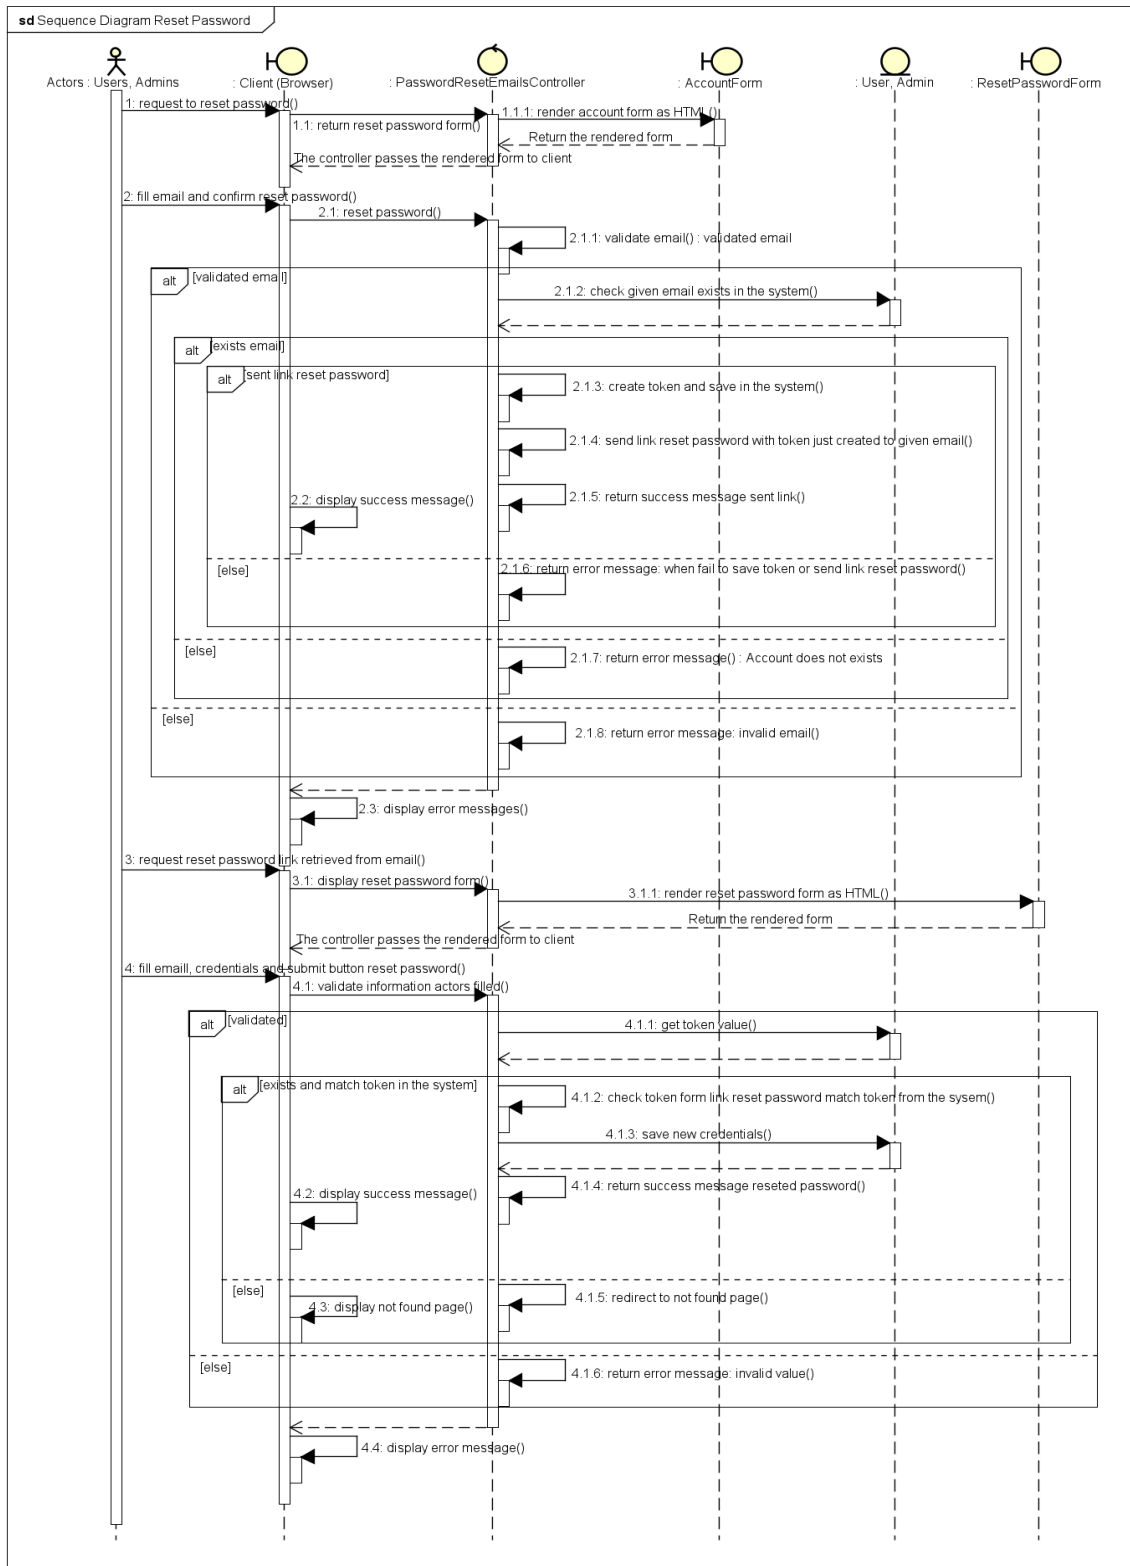 sd Sequence Diagram Reset Password
Actors : Users, Admins
: Client (Browser)
: PasswordResetEmailsController
: AccountForm
: User, Admin
: ResetPasswordForm
1: request to reset password()
1.1: return reset password form()
1.1.1: render account form as HTML()
Return the rendered form
The controller passes the rendered form to client
2: fill email and confirm reset password()
2.1: reset password()
2.1.1: validate email() : validated email
alt [validated email]
2.1.2: check given email exists in the system()
alt [exists email]
alt [sent link reset password]
2.1.3: create token and save in the system()
2.1.4: send link reset password with token just created to given email()
2.1.5: return success message sent link()
2.2: display success message()
[else]
2.1.6: return error message: when fail to save token or send link reset password()
[else]
2.1.7: return error message() : Account does not exists
[else]
2.1.8: return error message: invalid email()
2.3: display error messages()
3: request reset password link retrieved from email()
3.1: display reset password form()
3.1.1: render reset password form as HTML()
Return the rendered form
The controller passes the rendered form to client
4: fill emaill, credentials and submit button reset password()
4.1: validate information actors filled()
alt [validated]
4.1.1: get token value()
alt [exists and match token in the system]
4.1.2: check token form link reset password match token from the sysem()
4.1.3: save new credentials()
4.1.4: return success message reseted password()
4.2: display success message()
[else]
4.3: display not found page()
4.1.5: redirect to not found page()
[else]
4.1.6: return error message: invalid value()
4.4: display error message()